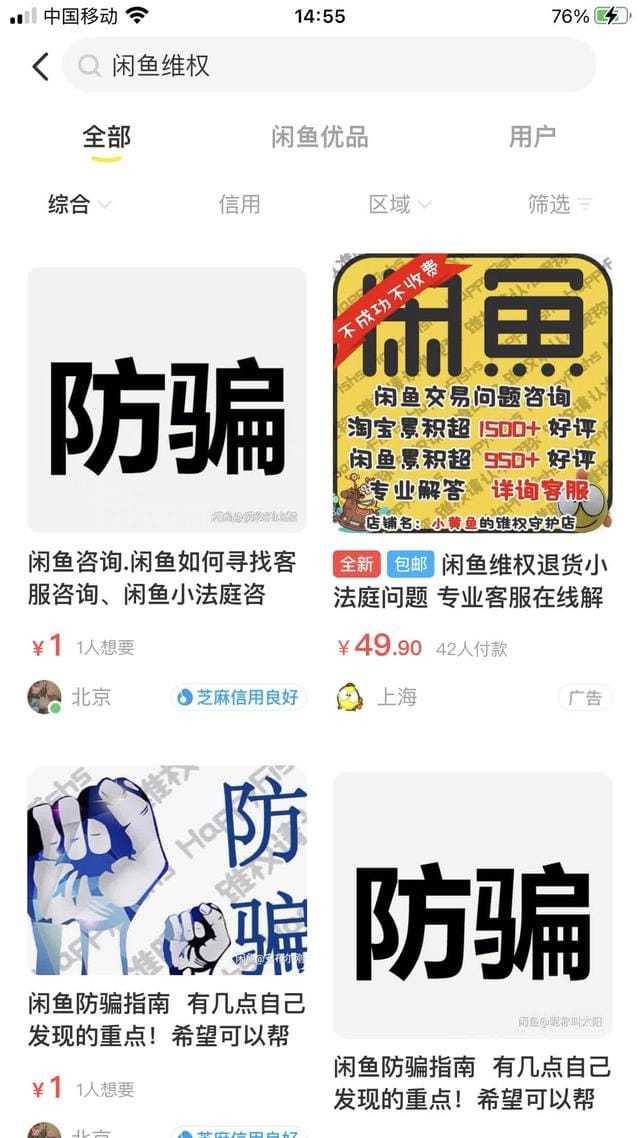 中国移动
14:55
76%
闲鱼维权
全部
闲鱼优品
用户
综合
信用
区域
筛选
防骗
闲鱼咨询.闲鱼如何寻找客
服咨询、闲鱼小法庭咨
¥1 1人想要
北京
芝麻信用良好
不成功不收费
闲鱼
闲鱼交易问题咨询
淘宝累积超 1500+ 好评
闲鱼累积超 950+ 好评
专业解答 详询客服
店铺名：小黄鱼的锥权守护店
全新 包邮 闲鱼维权退货小
法庭问题 专业客服在线解
¥49.90 42人付款
上海
广告
防
骗
HappyFishs
闲鱼防骗指南 有几点自己
发现的重点！希望可以帮
¥1 1人想要
北京
芝麻信用良好
防骗
闲鱼@昵称叫太阳
闲鱼防骗指南 有几点自己
发现的重点！希望可以帮